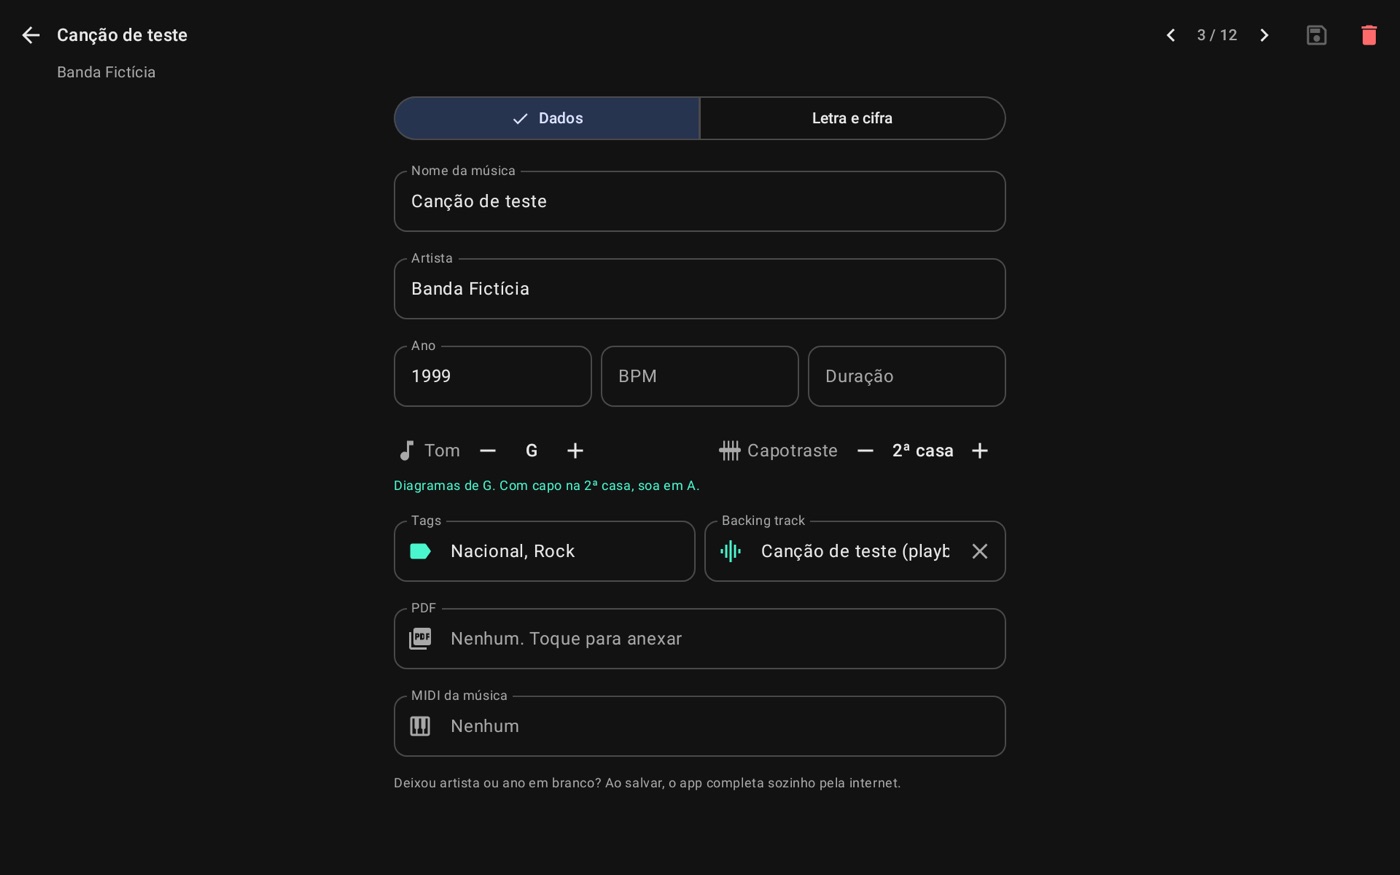 Canção de teste
3 / 12
Banda Fictícia
Dados
Letra e cifra
Nome da música
Canção de teste
Artista
Banda Fictícia
Ano
1999
BPM
Duração
Tom
G
Capotraste
2ª casa
Diagramas de G. Com capo na 2ª casa, soa em A.
Tags
Nacional, Rock
Backing track
Canção de teste (playb
PDF
PDF
Nenhum. Toque para anexar
MIDI da música
Nenhum
Deixou artista ou ano em branco? Ao salvar, o app completa sozinho pela internet.